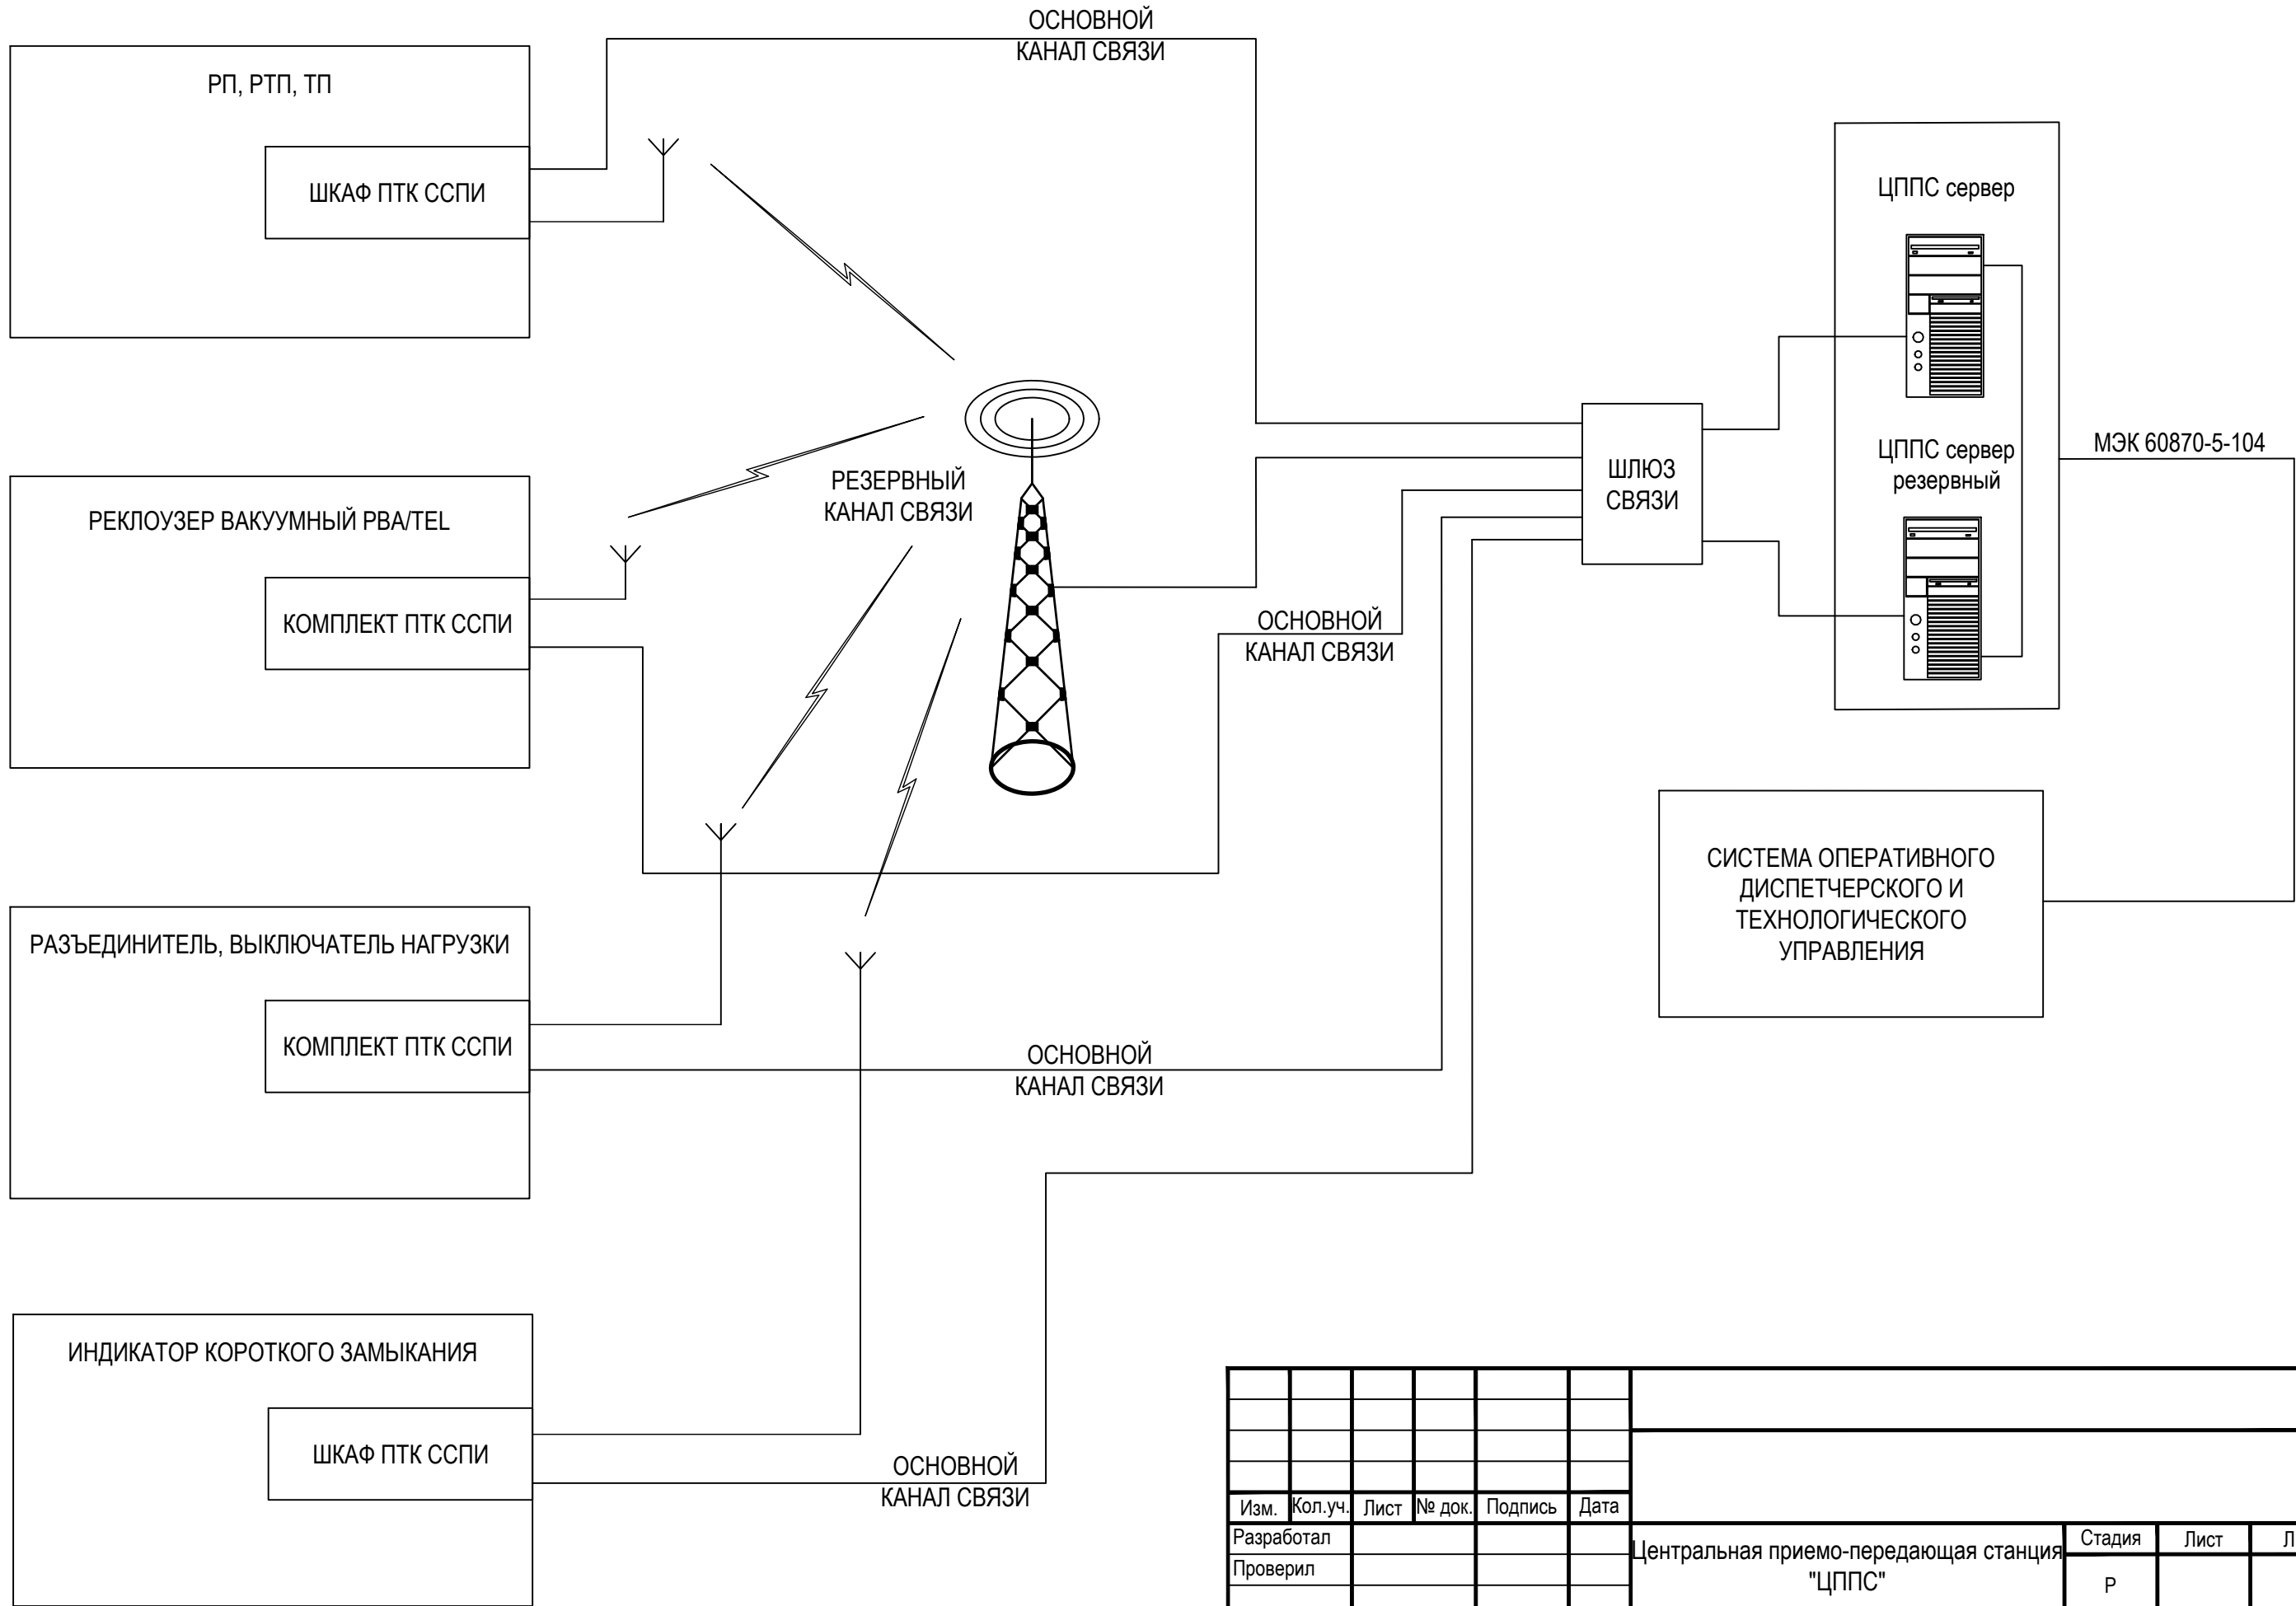 ОСНОВНОЙ
КАНАЛ СВЯЗИ
РП, РТП, ТП
ШКАФ ПТК ССПИ
ЦППС сервер
ЦППС сервер
резервный
МЭК 60870-5-104
ШЛЮЗ
СВЯЗИ
РЕЗЕРВНЫЙ
КАНАЛ СВЯЗИ
РЕКЛОУЗЕР ВАКУУМНЫЙ PBA/TEL
КОМПЛЕКТ ПТК ССПИ
ОСНОВНОЙ
КАНАЛ СВЯЗИ
СИСТЕМА ОПЕРАТИВНОГО
ДИСПЕТЧЕРСКОГО И
ТЕХНОЛОГИЧЕСКОГО
УПРАВЛЕНИЯ
РАЗЪЕДИНИТЕЛЬ, ВЫКЛЮЧАТЕЛЬ НАГРУЗКИ
КОМПЛЕКТ ПТК ССПИ
ОСНОВНОЙ
КАНАЛ СВЯЗИ
ИНДИКАТОР КОРОТКОГО ЗАМЫКАНИЯ
ШКАФ ПТК ССПИ
ОСНОВНОЙ
КАНАЛ СВЯЗИ
Изм. Кол.уч. Лист № док. Подпись Дата
Разработал
Проверил
Центральная приемо-передающая станция
"ЦППС"
Стадия Лист
Р